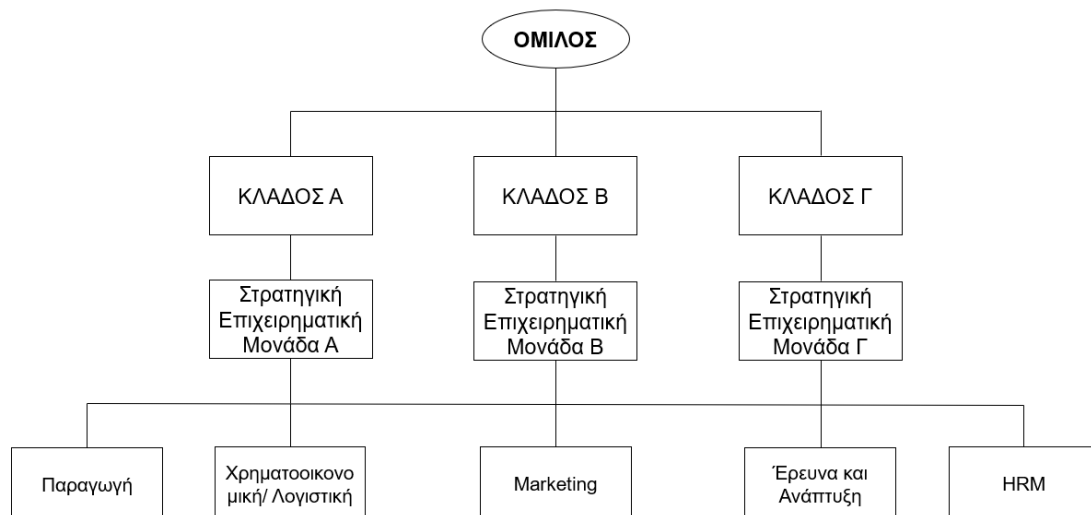 ΟΜΙΛΟΣ
ΚΛΑΔΟΣ Α
ΚΛΑΔΟΣ Β
ΚΛΑΔΟΣ Γ
Στρατηγική
Επιχειρηματική
Μονάδα Α
Στρατηγική
Επιχειρηματική
Μονάδα Β
Στρατηγική
Επιχειρηματική
Μονάδα Γ
Παραγωγή
Χρηματοοικονο
μική/ Λογιστική
Marketing
Έρευνα και
Ανάπτυξη
HRM